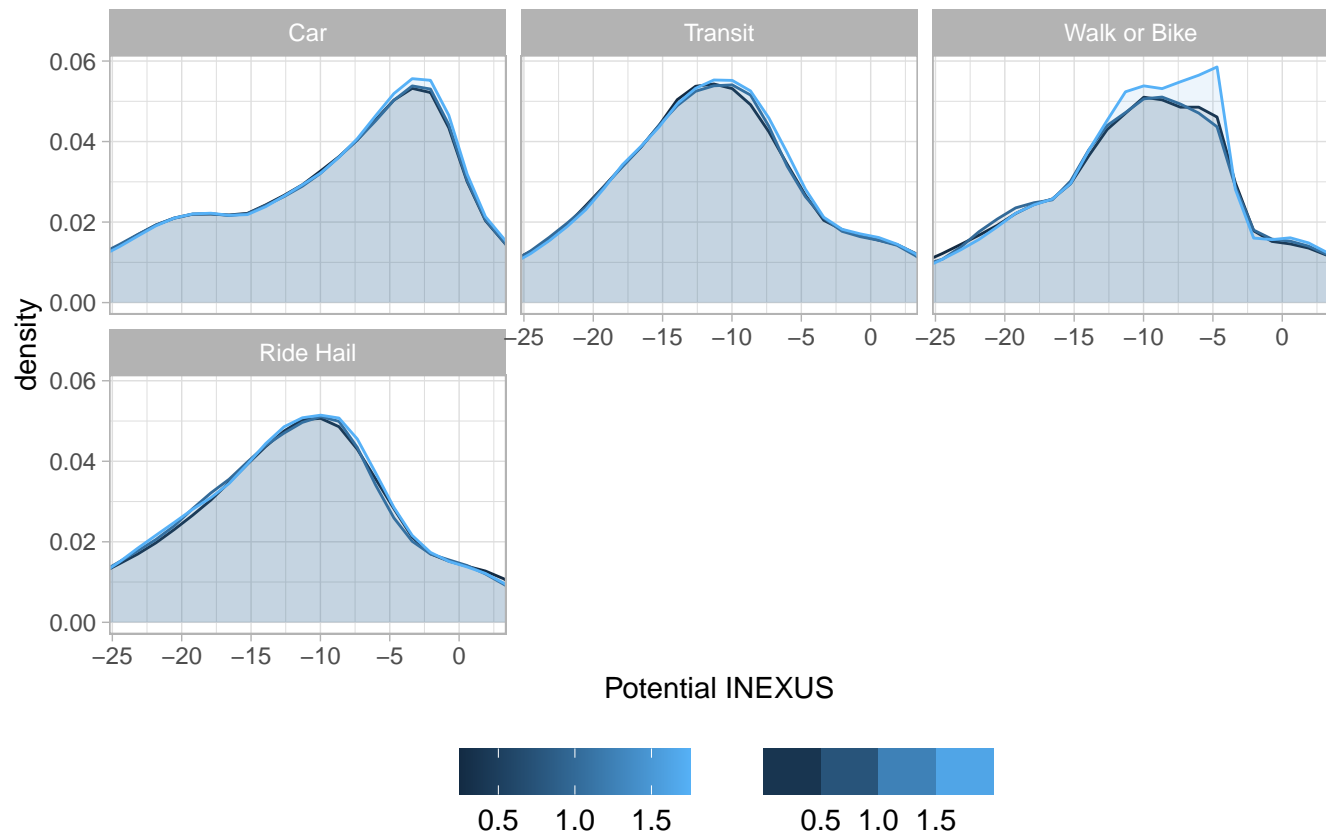 Car Transit Walk or Bike
0.06
0.04
0.02
0.00
−25 −20 −15 −10 −5 0 −25 −20 −15 −10 −5 0
density
Ride Hail
0.06
0.04
0.02
0.00
−25 −20 −15 −10 −5 0
Potential INEXUS
0.5 1.0 1.5 0.5 1.0 1.5